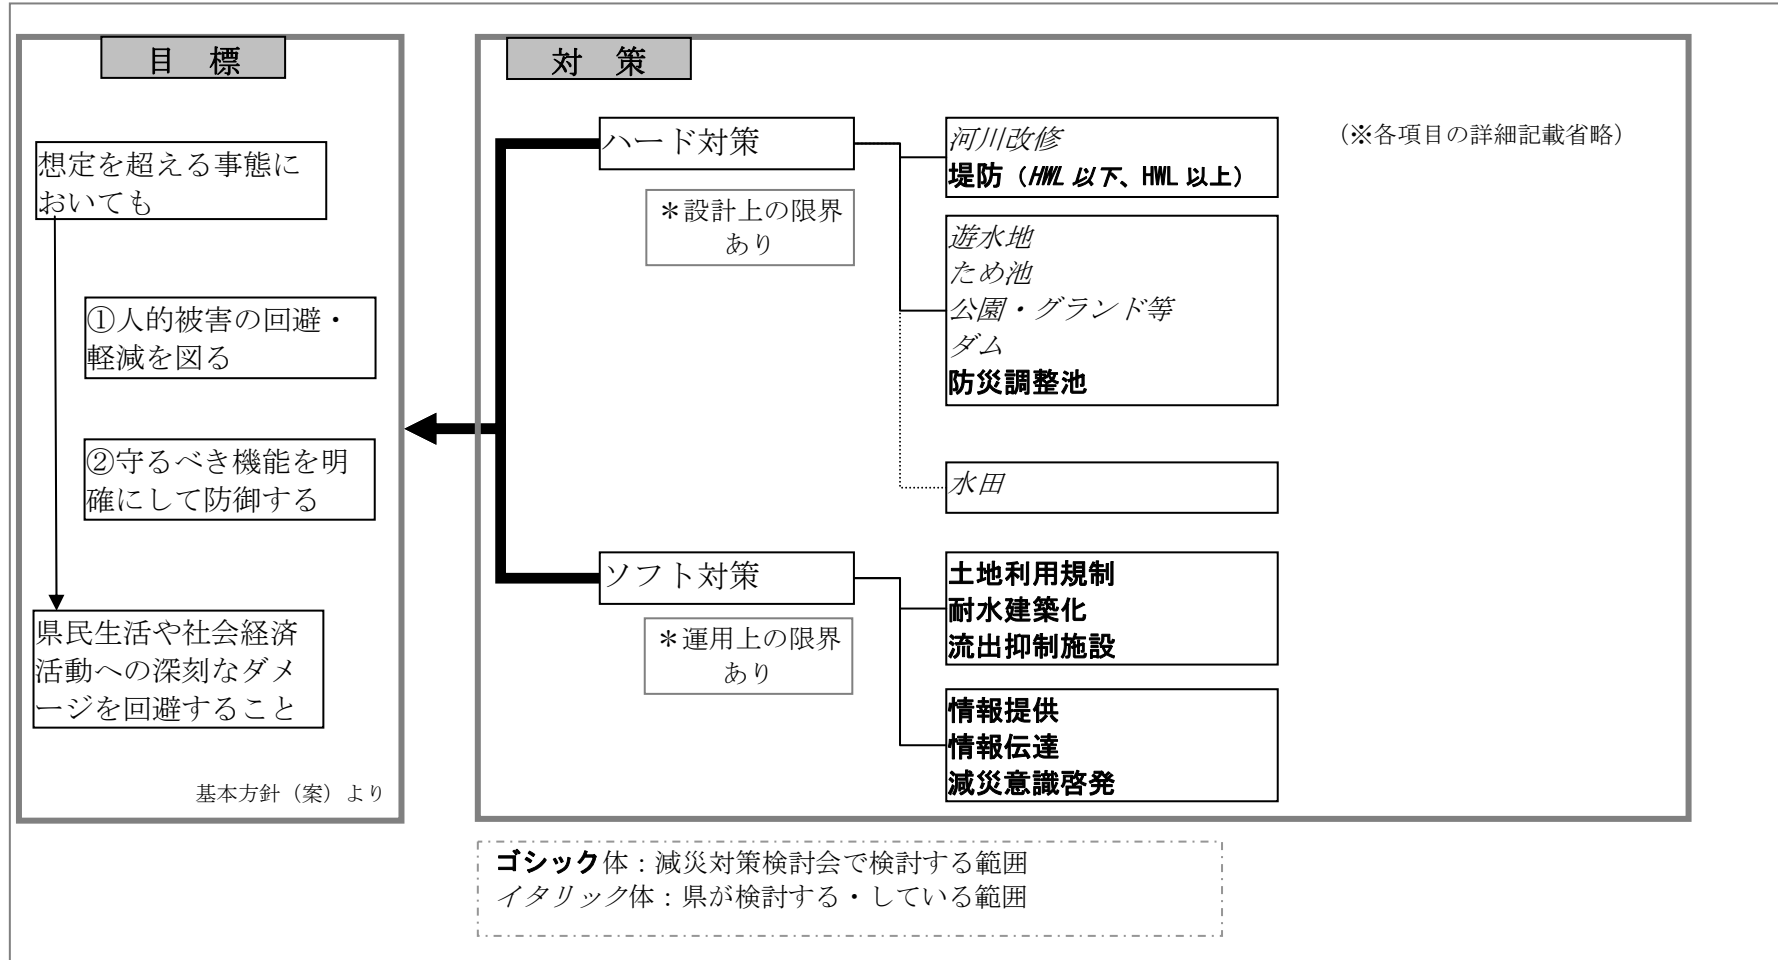 目　標
想定を超える事態に
おいても
①人的被害の回避・
軽減を図る
②守るべき機能を明
確にして防御する
県民生活や社会経済
活動への深刻なダメ
ージを回避すること
基本方針（案）より
対　策
ハード対策
＊設計上の限界
あり
河川改修
堤防（HWL 以下、HWL 以上）
（※各項目の詳細記載省略）
遊水地
ため池
公園・グランド等
ダム
防災調整池
水田
ソフト対策
＊運用上の限界
あり
土地利用規制
耐水建築化
流出抑制施設
情報提供
情報伝達
減災意識啓発
ゴシック体：減災対策検討会で検討する範囲
イタリック体：県が検討する・している範囲